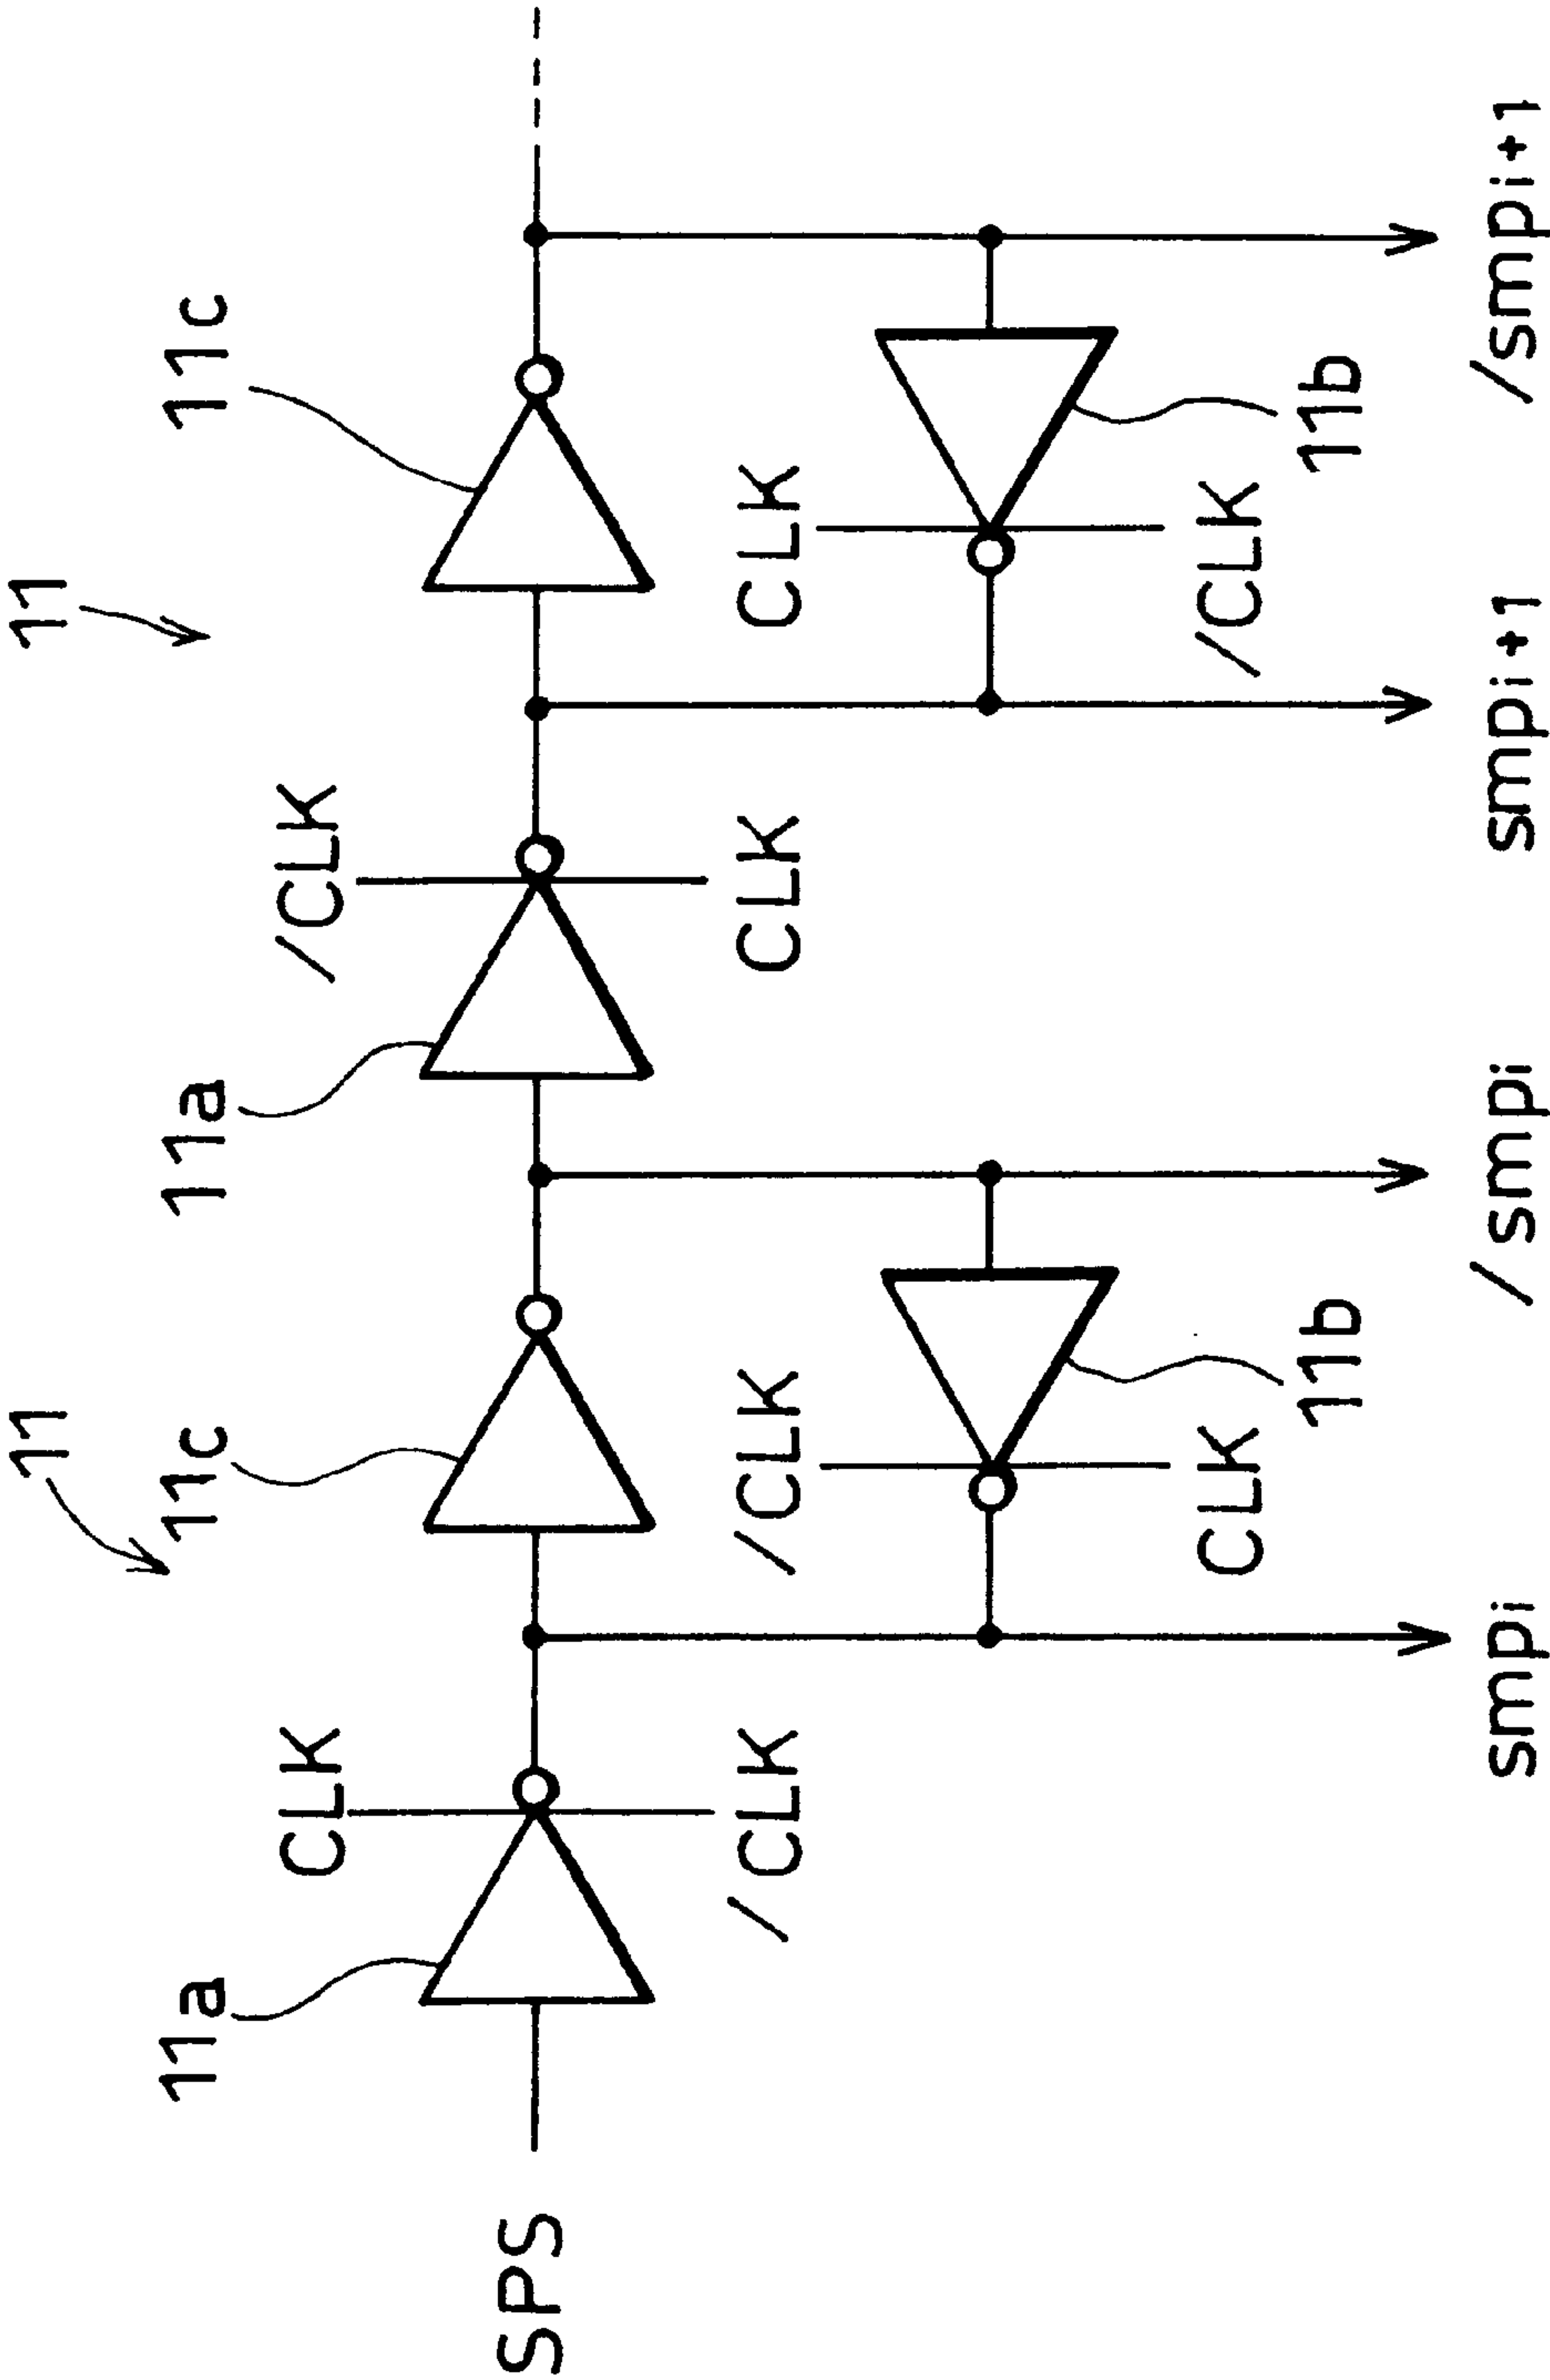 11
11
11a
11c
11a
11c
CLK
/CLK
SPS
/CLK
/CLK
CLK
CLK
CLK
11b
/CLK
11b
smpi
/smpi
smpi+1
/smpi+1